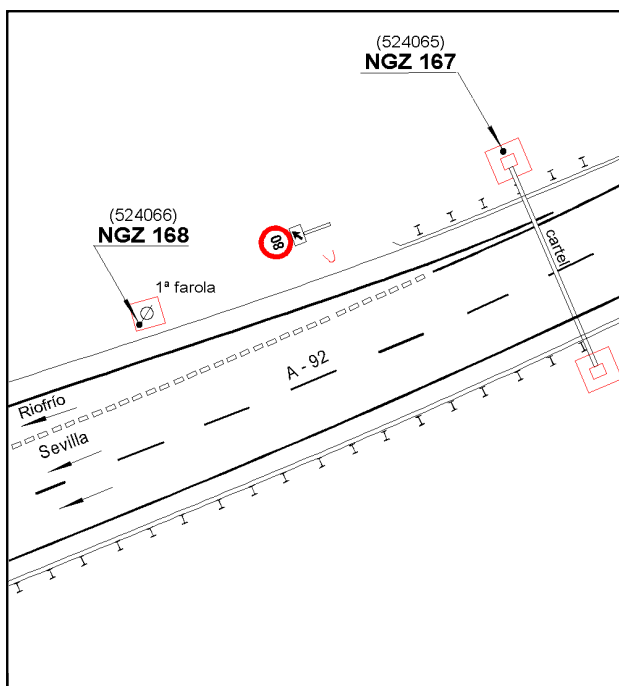 (524065)
NGZ 167
(524066)
NGZ 168
80
cartel
1ª farola
A - 92
Riofrío
Sevilla